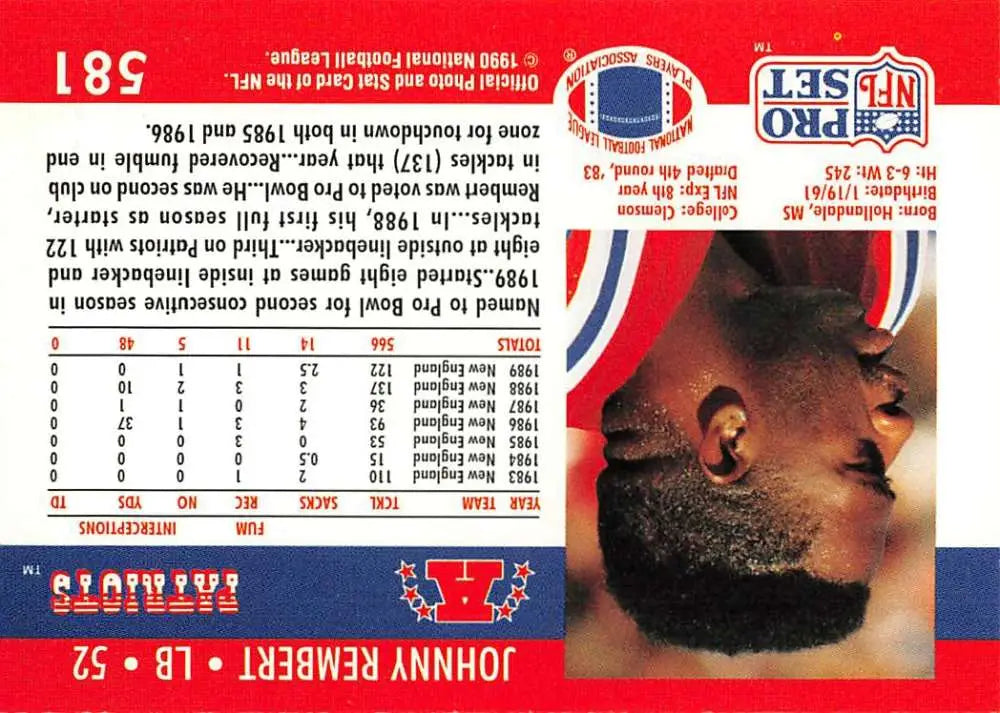 JOHNNY REMBERT • LB • 52
A
PATRIOTS™
FUM INTERCEPTIONS
YEAR TEAM TCKL SACKS REC NO YDS TD
1983 New England 110 2 1 0 0 0
1984 New England 15 0.5 0 0 0 0
1985 New England 53 0 3 0 0 0
1986 New England 93 4 3 1 37 0
1987 New England 36 2 0 1 1 0
1988 New England 137 3 3 2 10 0
1989 New England 122 2.5 1 1 0 0
TOTALS 566 14 11 5 48 0
Named to Pro Bowl for second consecutive season in
1989..Started eight games at inside linebacker and
eight at outside linebacker...Third on Patriots with 122
tackles...In 1988, his first full season as starter,
Rembert was voted to Pro Bowl...He was second on club
in tackles (137) that year...Recovered fumble in end
zone for touchdown in both 1985 and 1986.
Born: Hollandale, MS
Birthdate: 1/19/61
Ht: 6-3 Wt: 245
College: Clemson
NFL Exp: 8th year
Drafted 4th round, '83
NFL
PRO
SET
™
NATIONAL FOOTBALL LEAGUE
PLAYERS ASSOCIATION
®
Official Photo and Stat Card of the NFL.
© 1990 National Football League.
581